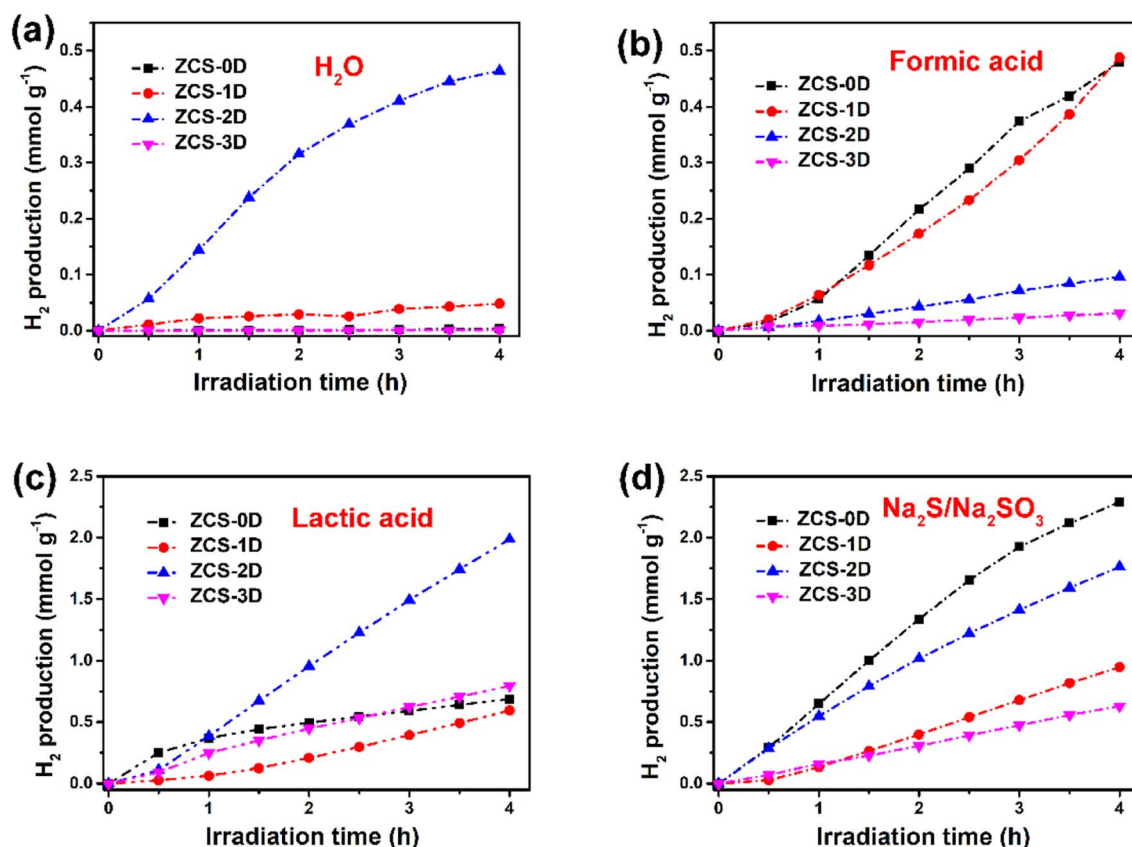 (a)
H₂O
ZCS-0D
ZCS-1D
ZCS-2D
ZCS-3D
H₂ production (mmol g⁻¹)
0.5
0.4
0.3
0.2
0.1
0.0
0 1 2 3 4
Irradiation time (h)
(b)
Formic acid
ZCS-0D
ZCS-1D
ZCS-2D
ZCS-3D
H₂ production (mmol g⁻¹)
0.5
0.4
0.3
0.2
0.1
0.0
0 1 2 3 4
Irradiation time (h)
(c)
Lactic acid
ZCS-0D
ZCS-1D
ZCS-2D
ZCS-3D
H₂ production (mmol g⁻¹)
2.5
2.0
1.5
1.0
0.5
0.0
0 1 2 3 4
Irradiation time (h)
(d)
Na₂S/Na₂SO₃
ZCS-0D
ZCS-1D
ZCS-2D
ZCS-3D
H₂ production (mmol g⁻¹)
2.5
2.0
1.5
1.0
0.5
0.0
0 1 2 3 4
Irradiation time (h)